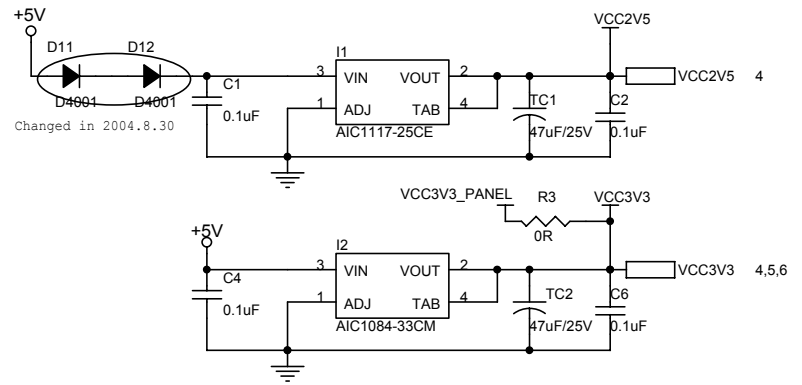 +5V
VCC2V5
D11 D12 I1
3 VIN VOUT 2 VCC2V5 4
C1 TC1 C2
D4001 D4001 1 ADJ TAB 4
0.1uF
Changed in 2004.8.30 AIC1117-25CE 47uF/25V 0.1uF
VCC3V3_PANEL R3 VCC3V3
+5V 0R
I2
3 VIN VOUT 2 VCC3V3 4,5,6
C4 TC2 C6
1 ADJ TAB 4
0.1uF
AIC1084-33CM 47uF/25V 0.1uF